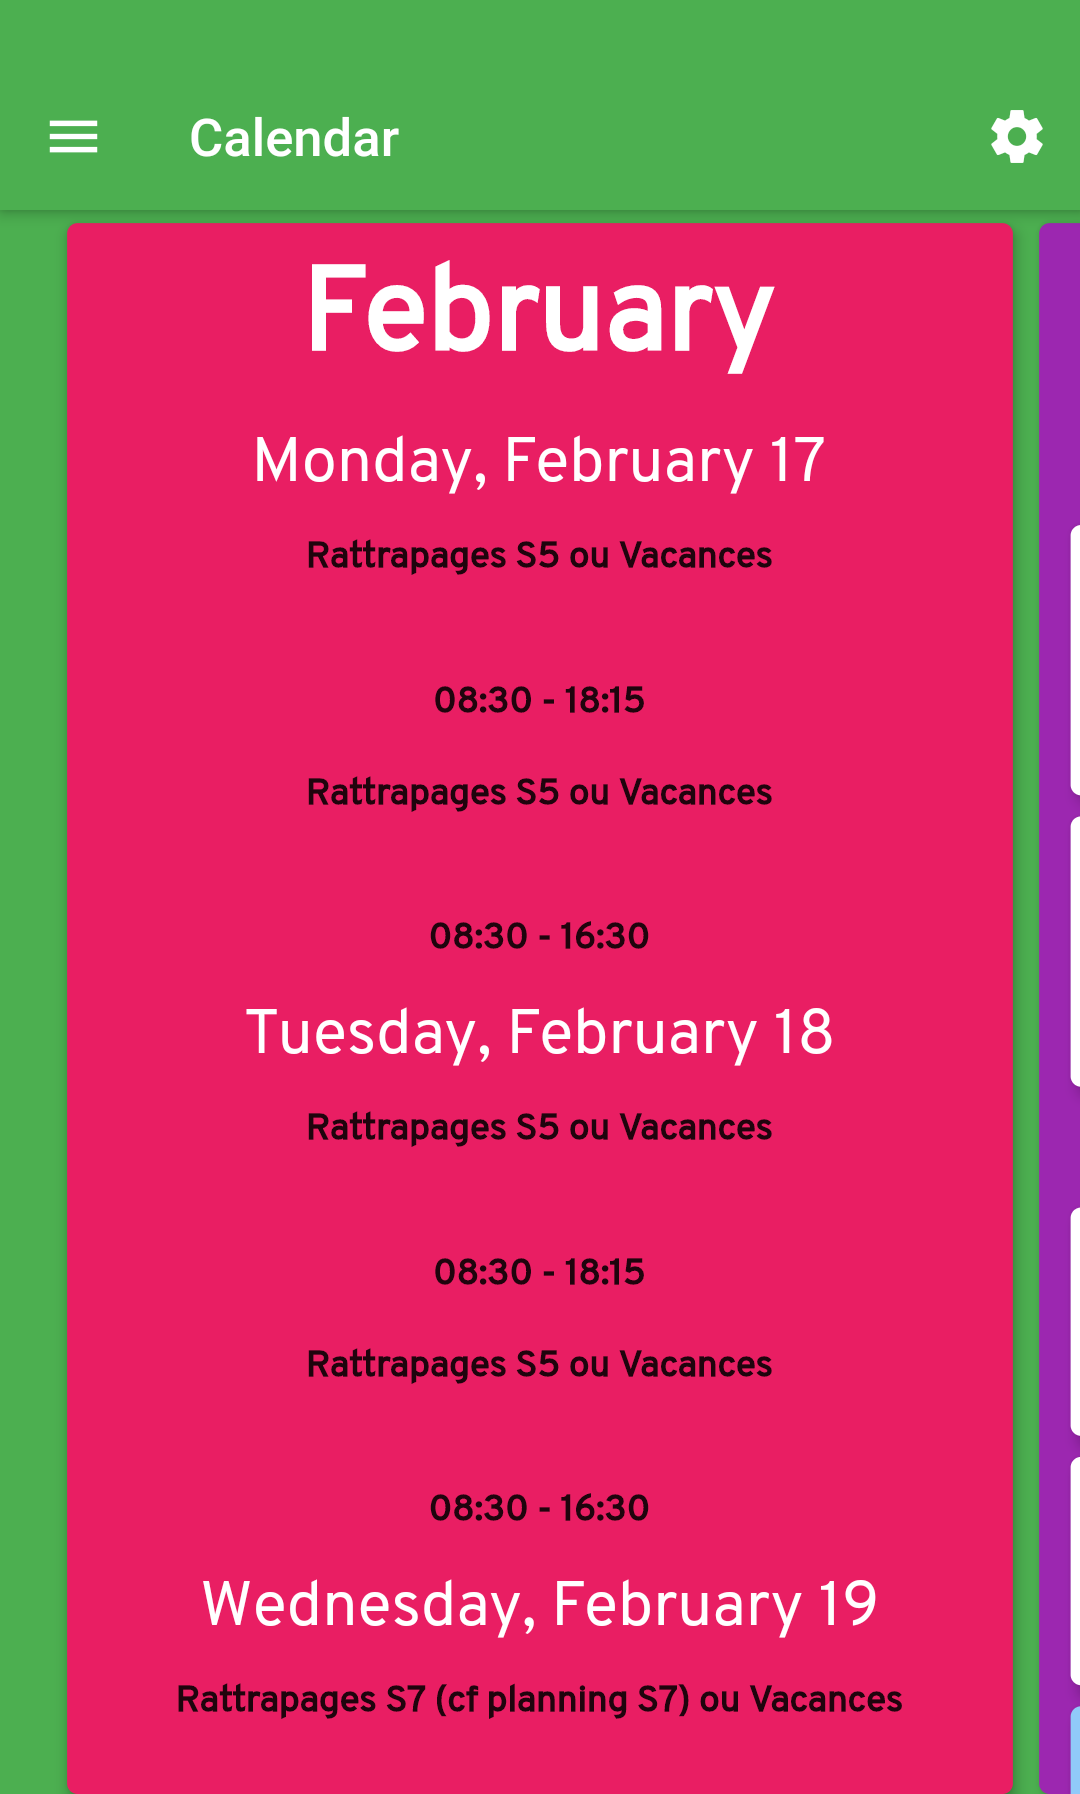 Calendar
February
Monday, February 17
Rattrapages S5 ou Vacances
08:30 - 18:15
Rattrapages S5 ou Vacances
08:30 - 16:30
Tuesday, February 18
Rattrapages S5 ou Vacances
08:30 - 18:15
Rattrapages S5 ou Vacances
08:30 - 16:30
Wednesday, February 19
Rattrapages S7 (cf planning S7) ou Vacances